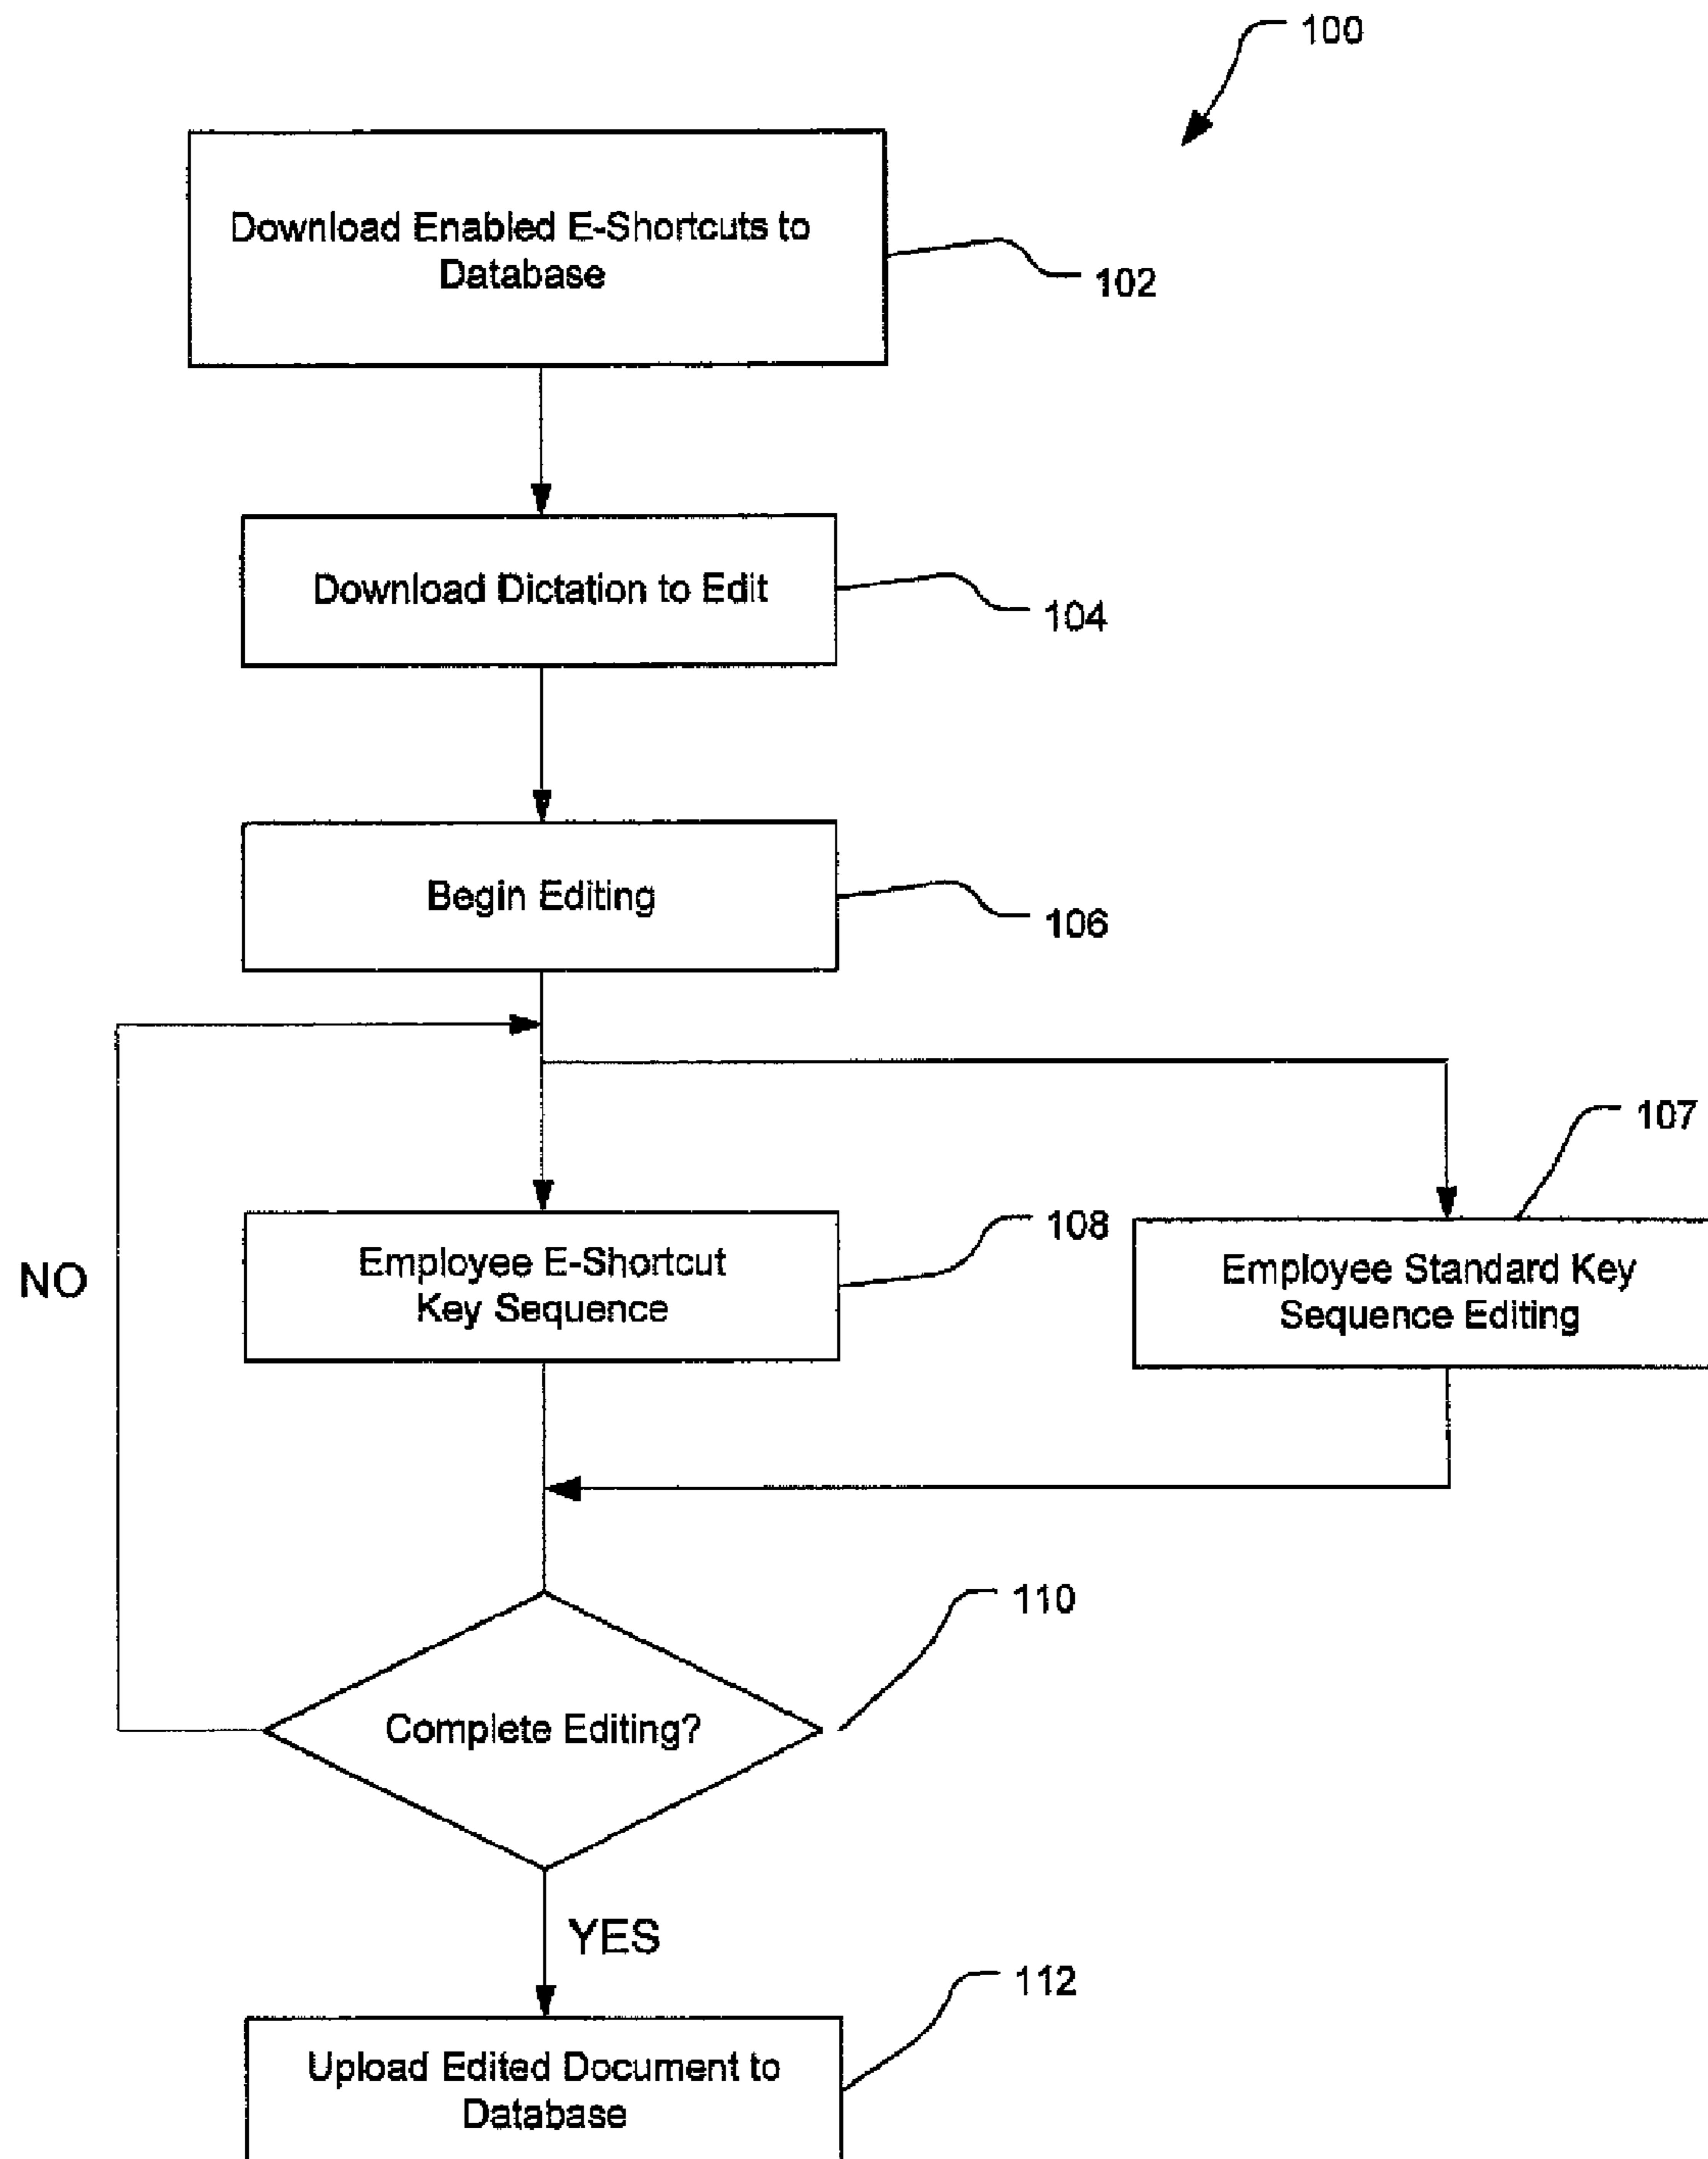 100
Download Enabled E-Shortcuts to
Database
102
Download Dictation to Edit
104
Begin Editing
106
107
108
Employee E-Shortcut
Key Sequence
Employee Standard Key
Sequence Editing
NO
110
Complete Editing?
YES
112
Upload Edited Document to
Database